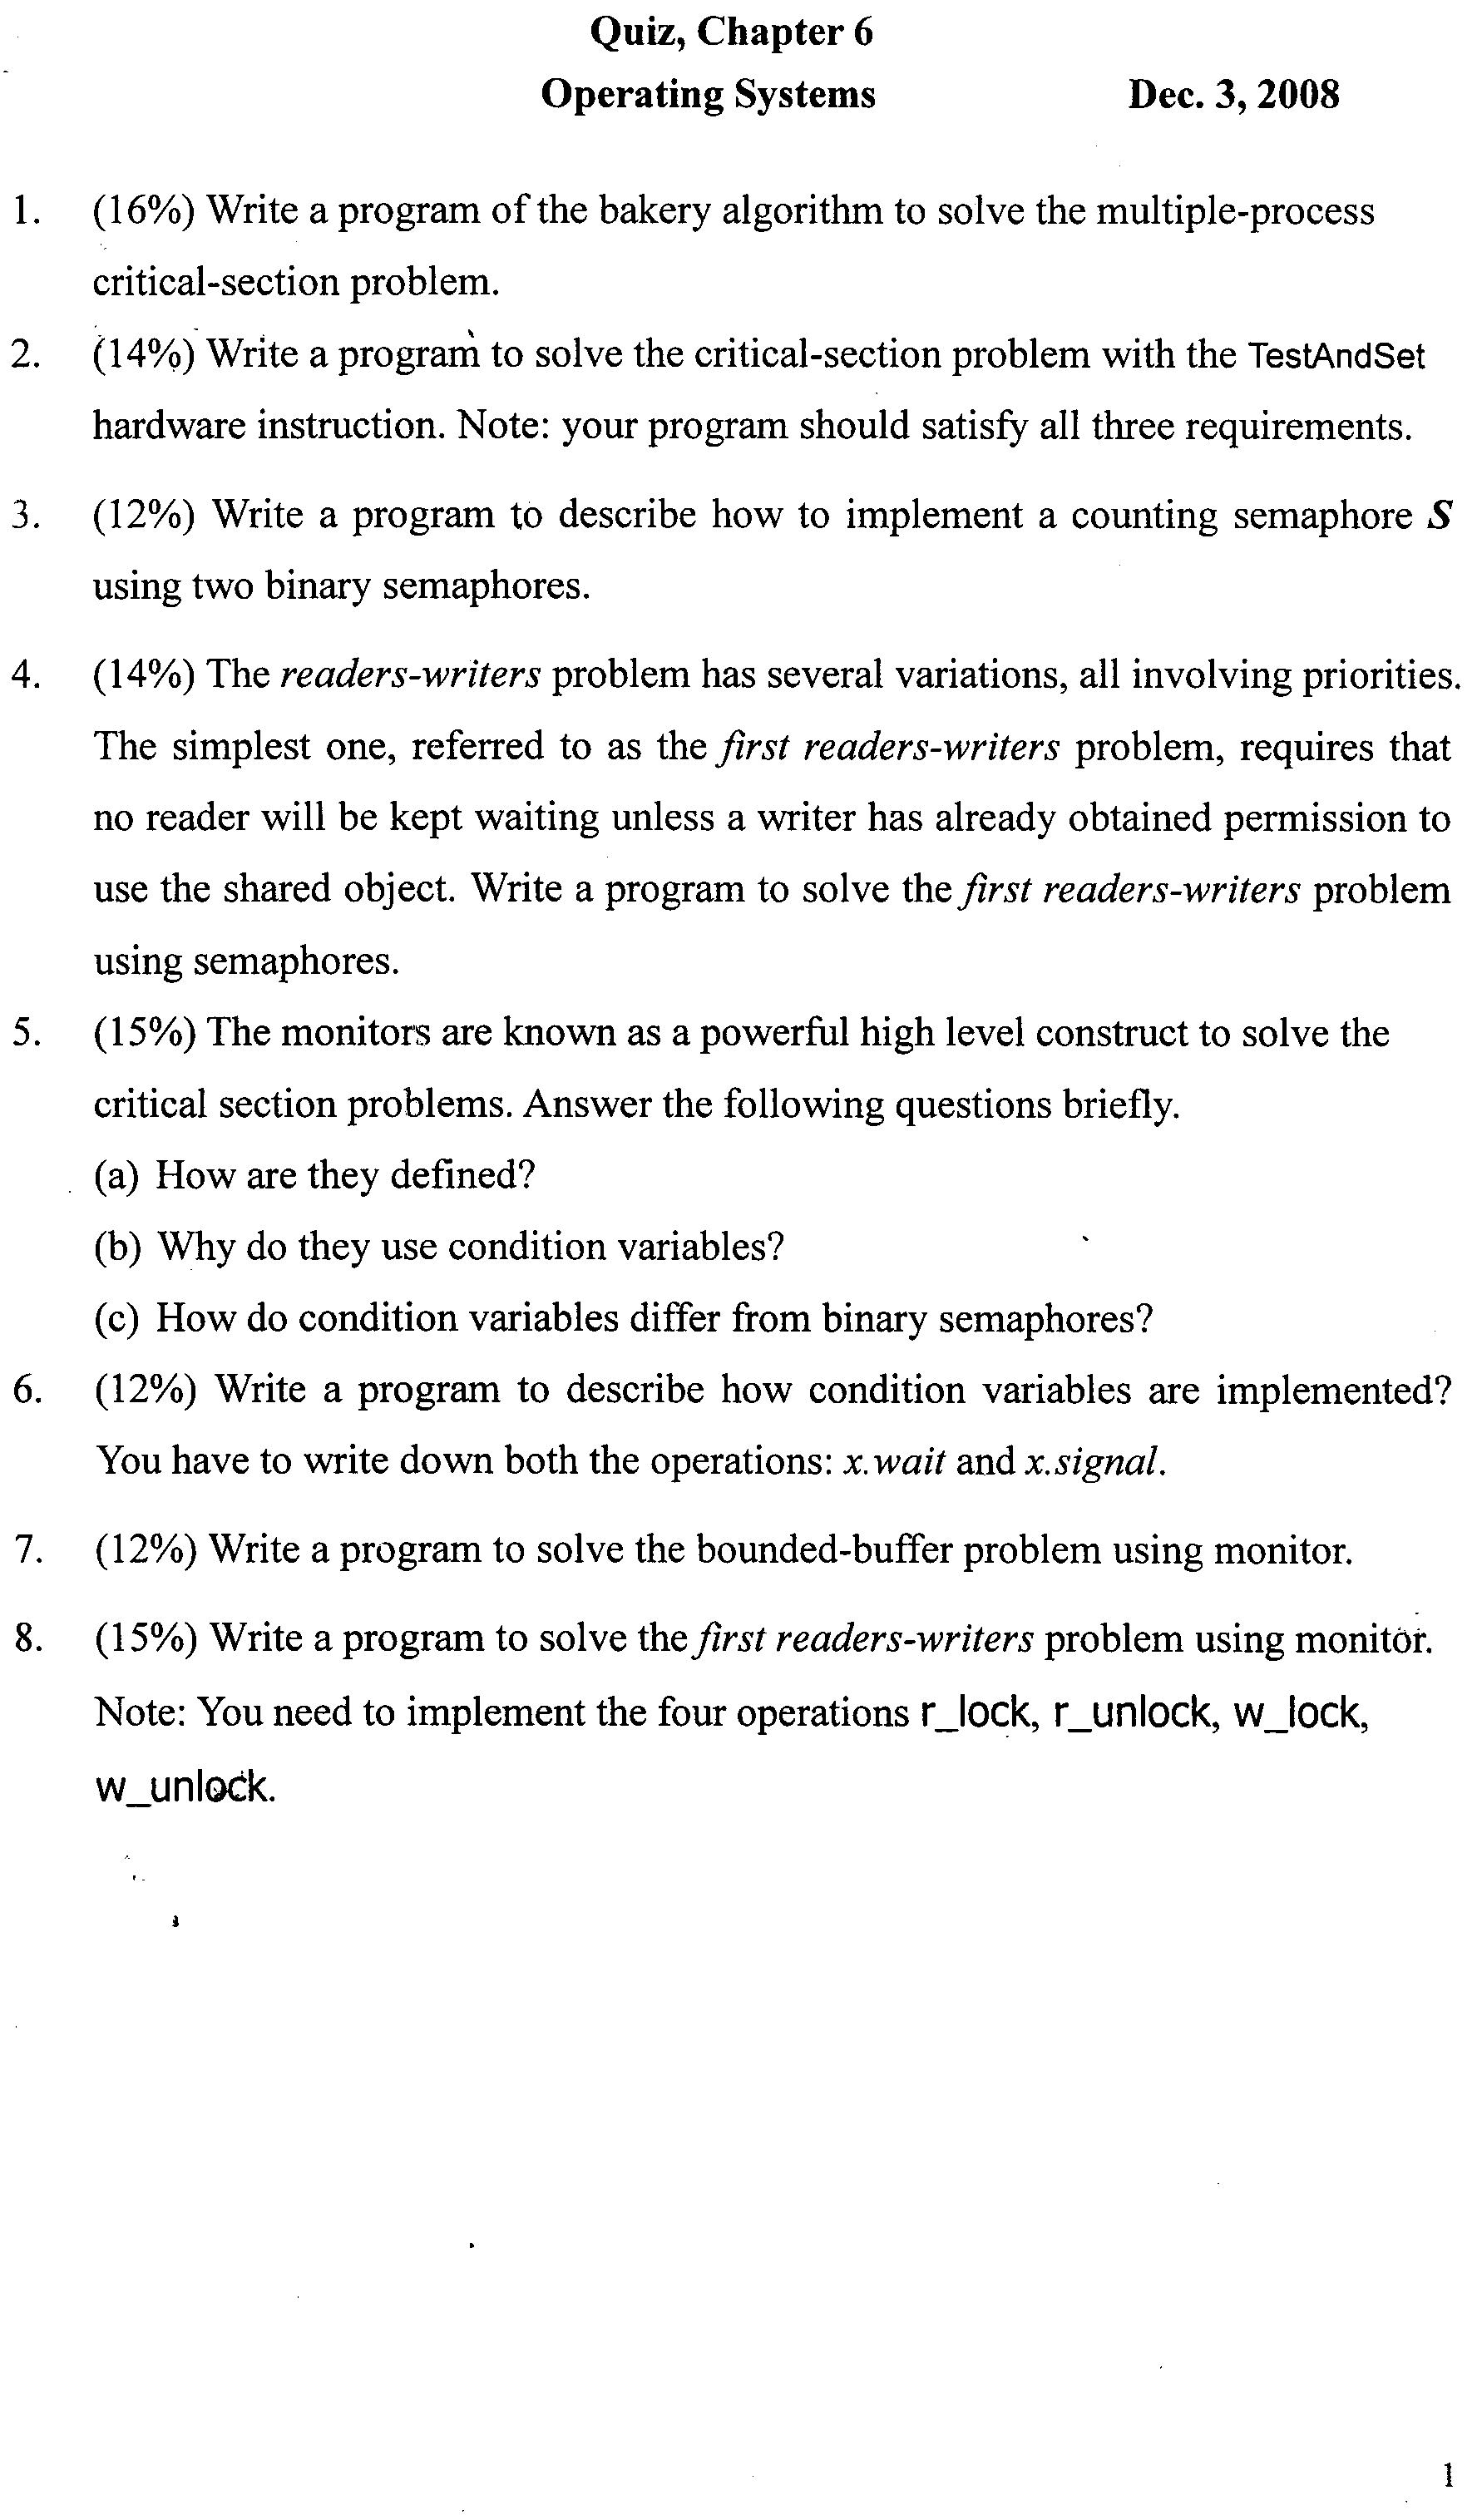 Quiz, Chapter 6
Operating Systems Dec. 3, 2008
1. (16%) Write a program of the bakery algorithm to solve the multiple-process
critical-section problem.
2. (14%) Write a program to solve the critical-section problem with the TestAndSet
hardware instruction. Note: your program should satisfy all three requirements.
3. (12%) Write a program to describe how to implement a counting semaphore S
using two binary semaphores.
4. (14%) The readers-writers problem has several variations, all involving priorities.
The simplest one, referred to as the first readers-writers problem, requires that
no reader will be kept waiting unless a writer has already obtained permission to
use the shared object. Write a program to solve the first readers-writers problem
using semaphores.
5. (15%) The monitors are known as a powerful high level construct to solve the
critical section problems. Answer the following questions briefly.
(a) How are they defined?
(b) Why do they use condition variables?
(c) How do condition variables differ from binary semaphores?
6. (12%) Write a program to describe how condition variables are implemented?
You have to write down both the operations: x.wait and x.signal.
7. (12%) Write a program to solve the bounded-buffer problem using monitor.
8. (15%) Write a program to solve the first readers-writers problem using monitor.
Note: You need to implement the four operations r_lock, r_unlock, w_lock,
w_unlock.
1